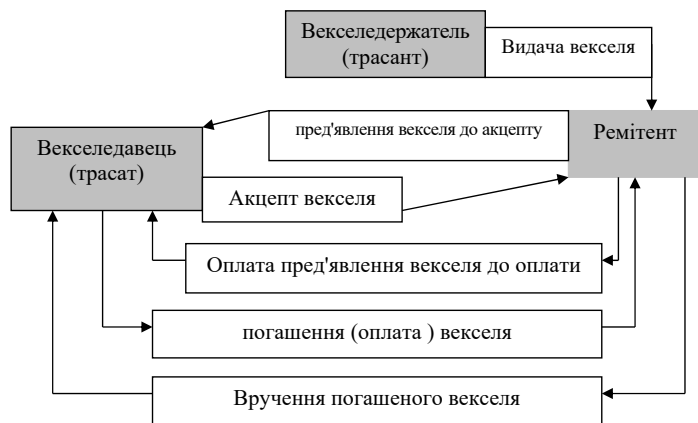 Векселедержатель
(трасант)
Видача векселя
пред'явлення векселя до акцепту
Ремітент
Векселедавець
(трасат)
Акцепт векселя
Оплата пред'явлення векселя до оплати
погашення (оплата ) векселя
Вручення погашеного векселя